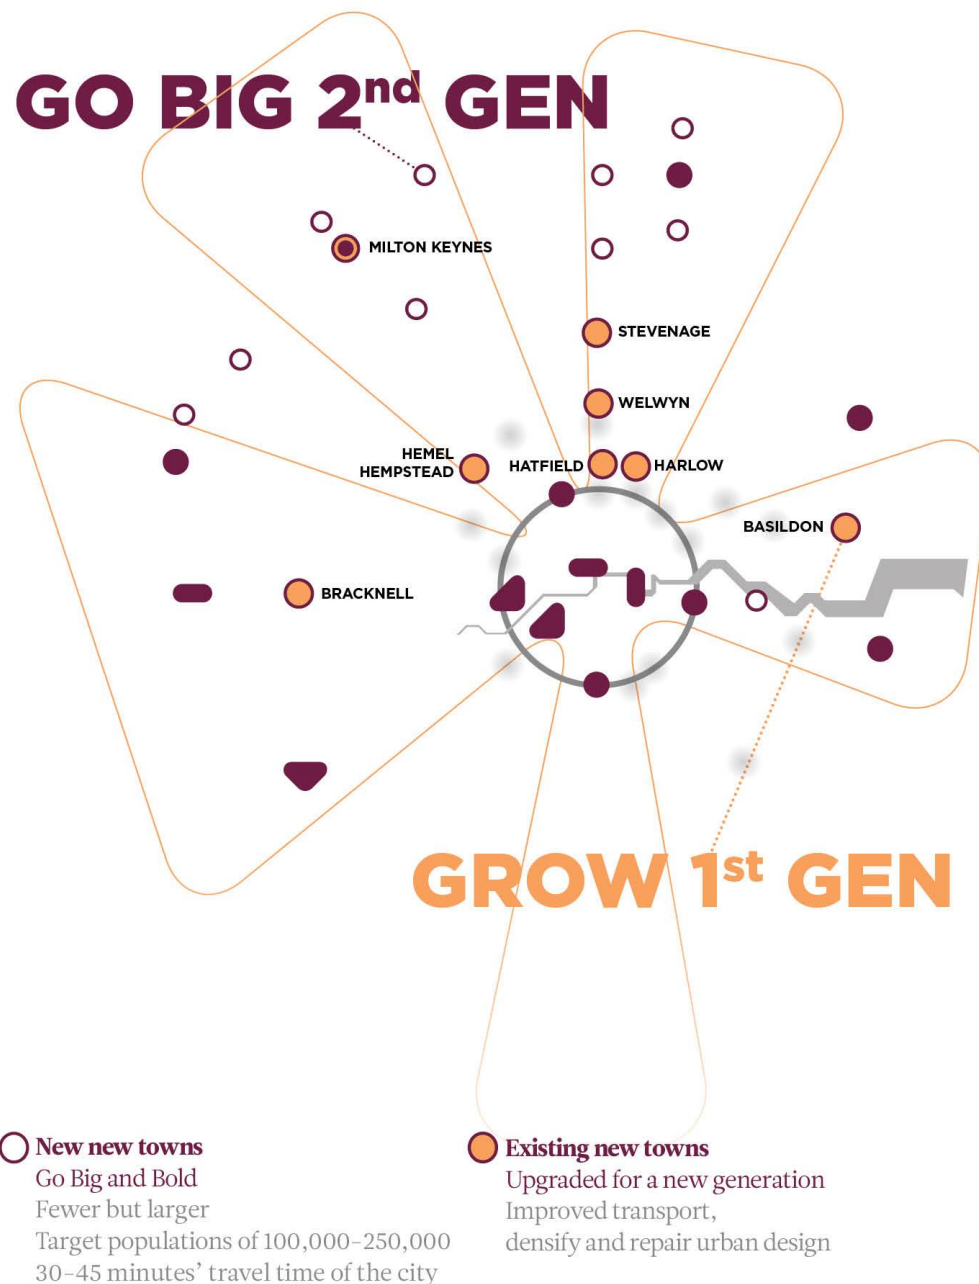 GO BIG 2nd GEN
MILTON KEYNES
STEVENAGE
WELWYN
HEMEL
HEMPSTEAD
HATFIELD
HARLOW
BASILDON
BRACKNELL
GROW 1st GEN
New new towns
Go Big and Bold
Fewer but larger
Target populations of 100,000–250,000
30–45 minutes’ travel time of the city
Existing new towns
Upgraded for a new generation
Improved transport,
densify and repair urban design